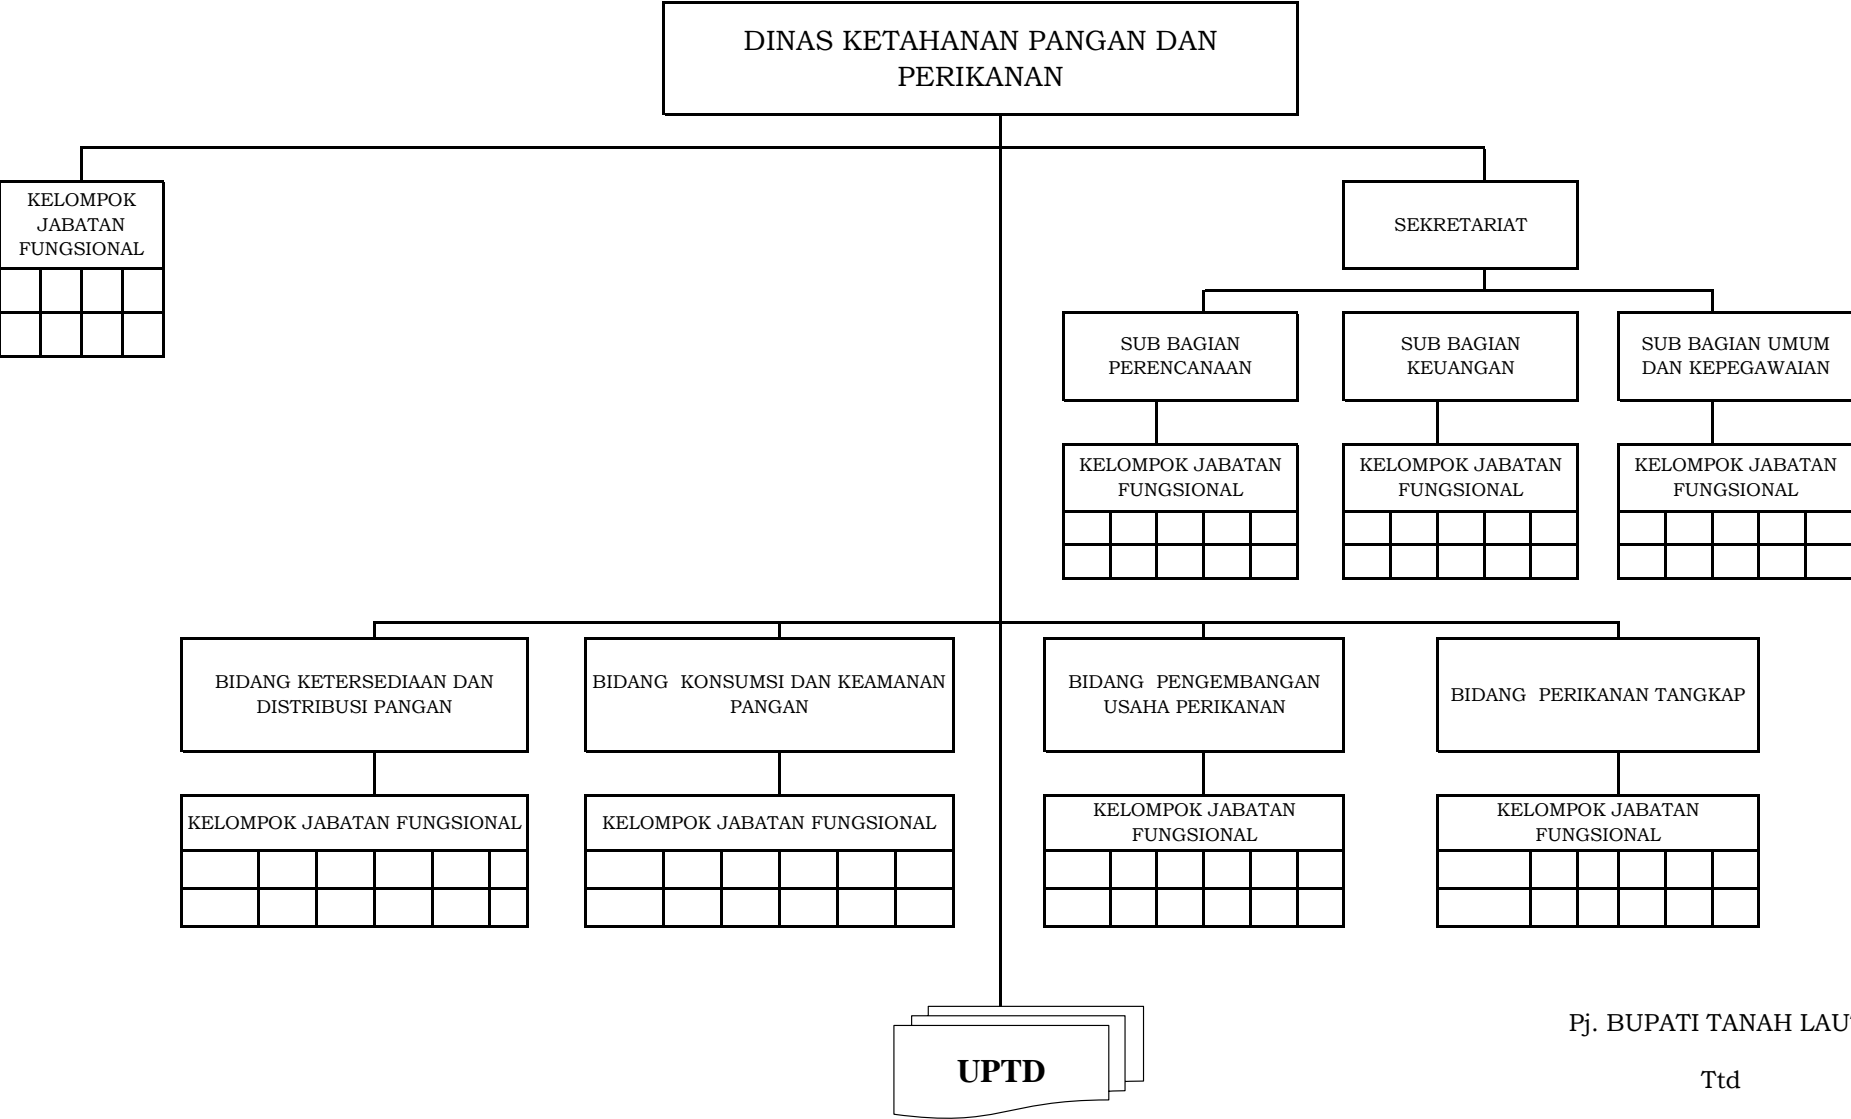 DINAS KETAHANAN PANGAN DAN
PERIKANAN
KELOMPOK
JABATAN
FUNGSIONAL
SEKRETARIAT
SUB BAGIAN
PERENCANAAN
SUB BAGIAN
KEUANGAN
SUB BAGIAN UMUM
DAN KEPEGAWAIAN
KELOMPOK JABATAN
FUNGSIONAL
KELOMPOK JABATAN
FUNGSIONAL
KELOMPOK JABATAN
FUNGSIONAL
BIDANG KETERSEDIAAN DAN
DISTRIBUSI PANGAN
BIDANG KONSUMSI DAN KEAMANAN
PANGAN
BIDANG PENGEMBANGAN
USAHA PERIKANAN
BIDANG PERIKANAN TANGKAP
KELOMPOK JABATAN FUNGSIONAL
KELOMPOK JABATAN FUNGSIONAL
KELOMPOK JABATAN
FUNGSIONAL
KELOMPOK JABATAN
FUNGSIONAL
UPTD
Pj. BUPATI TANAH LAUT
Ttd